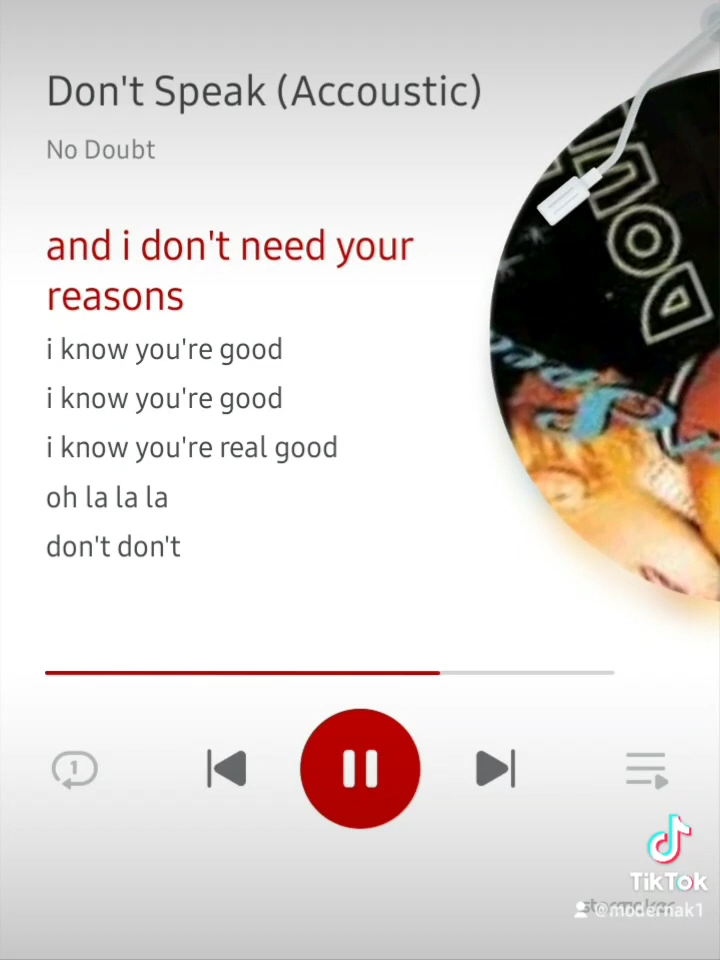 Don't Speak (Accoustic)
No Doubt
DOU
and i don't need your
reasons
i know you're good
i know you're good
i know you're real good
oh la la la
don't don't
1
TikTok
@modernak1